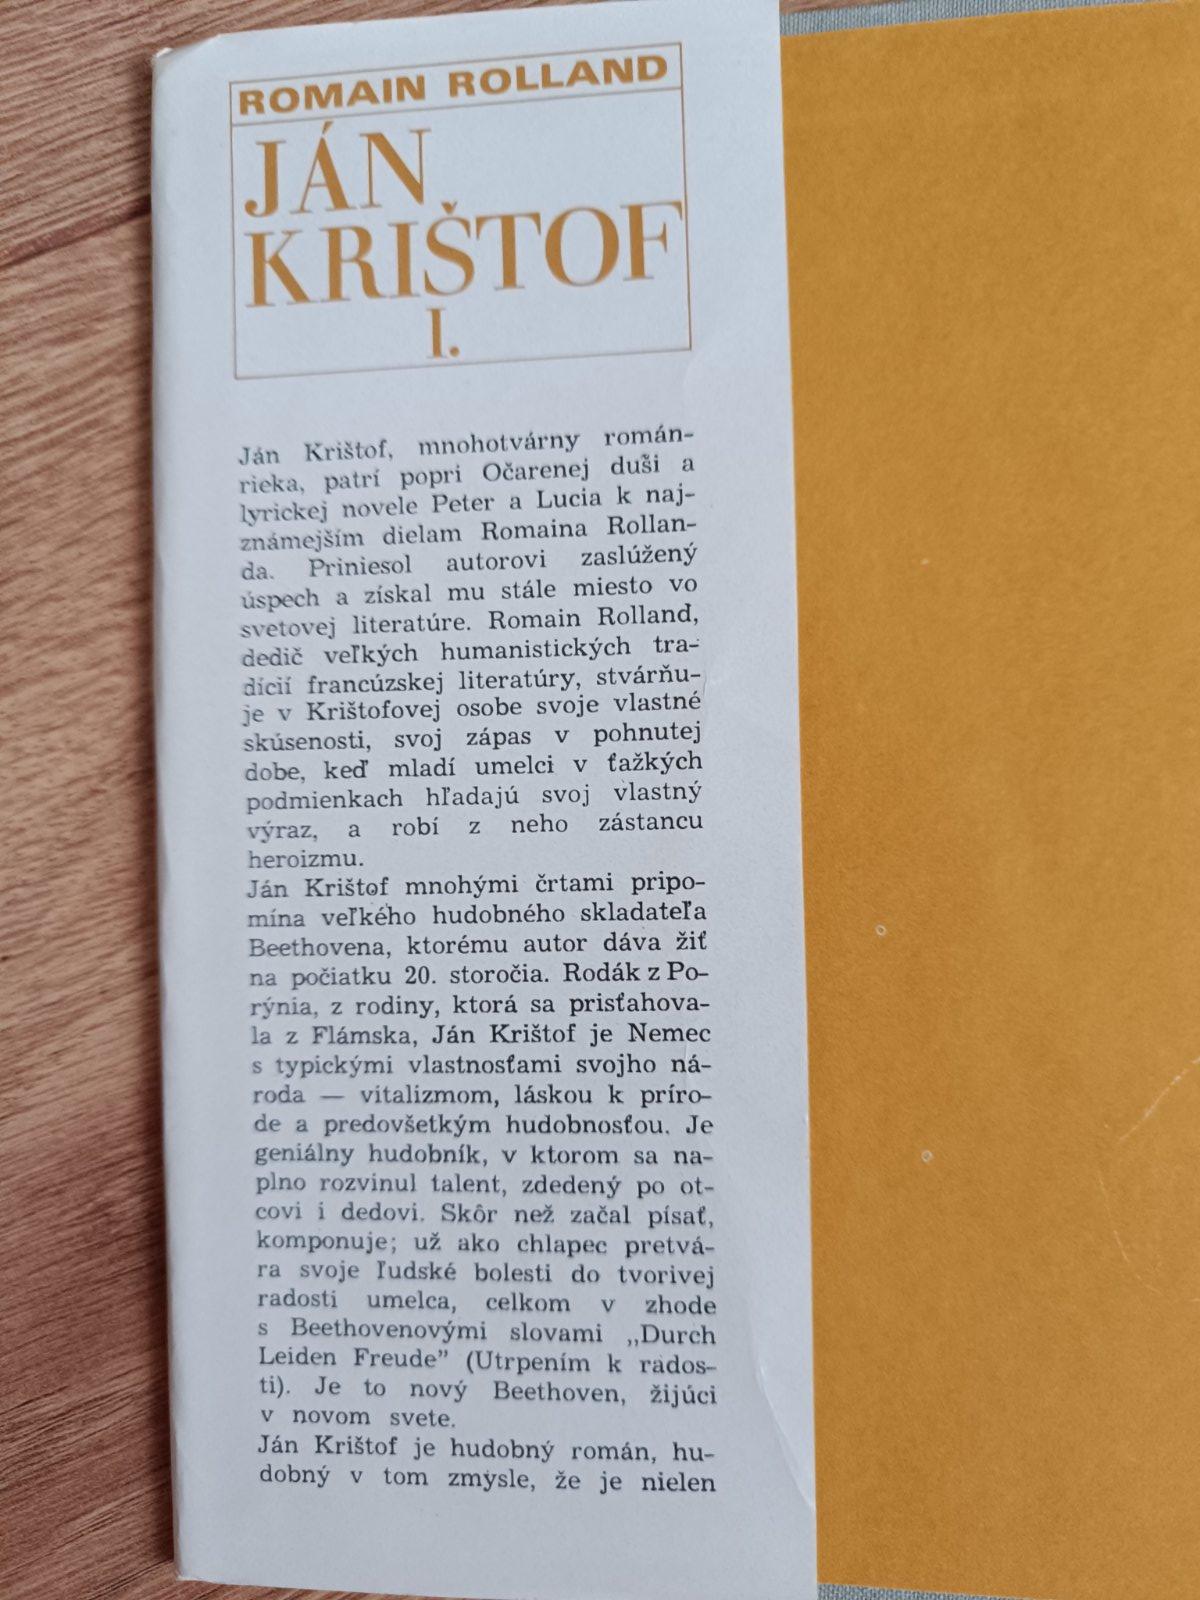 ROMAIN ROLLAND
JÁN
KRIŠTOF
I.
Ján Krištof, mnohotvárny román-
rieka, patrí popri Očarenej duši a
lyrickej novele Peter a Lucia k naj-
známejším dielam Romaina Rollan-
da. Priniesol autorovi zaslúžený
úspech a získal mu stále miesto vo
svetovej literatúre. Romain Rolland,
dedič veľkých humanistických tra-
dícií francúzskej literatúry, stvárňu-
je v Krištofovej osobe svoje vlastné
skúsenosti, svoj zápas v pohnutej
dobe, keď mladí umelci v ťažkých
podmienkach hľadajú svoj vlastný
výraz, a robí z neho zástancu
heroizmu.
Ján Krištof mnohými črtami pripo-
mína veľkého hudobného skladateľa
Beethovena, ktorému autor dáva žiť
na počiatku 20. storočia. Rodák z Po-
rýnia, z rodiny, ktorá sa prisťahova-
la z Flámska, Ján Krištof je Nemec
s typickými vlastnosťami svojho ná-
roda — vitalizmom, láskou k príro-
de a predovšetkým hudobnosťou. Je
geniálny hudobník, v ktorom sa na-
plno rozvinul talent, zdedený po ot-
covi i dedovi. Skôr než začal písať,
komponuje; už ako chlapec pretvá-
ra svoje ľudské bolesti do tvorivej
radosti umelca, celkom v zhode
s Beethovenovými slovami „Durch
Leiden Freude” (Utrpením k rados-
ti). Je to nový Beethoven, žijúci
v novom svete.
Ján Krištof je hudobný román, hu-
dobný v tom zmysle, že je nielen